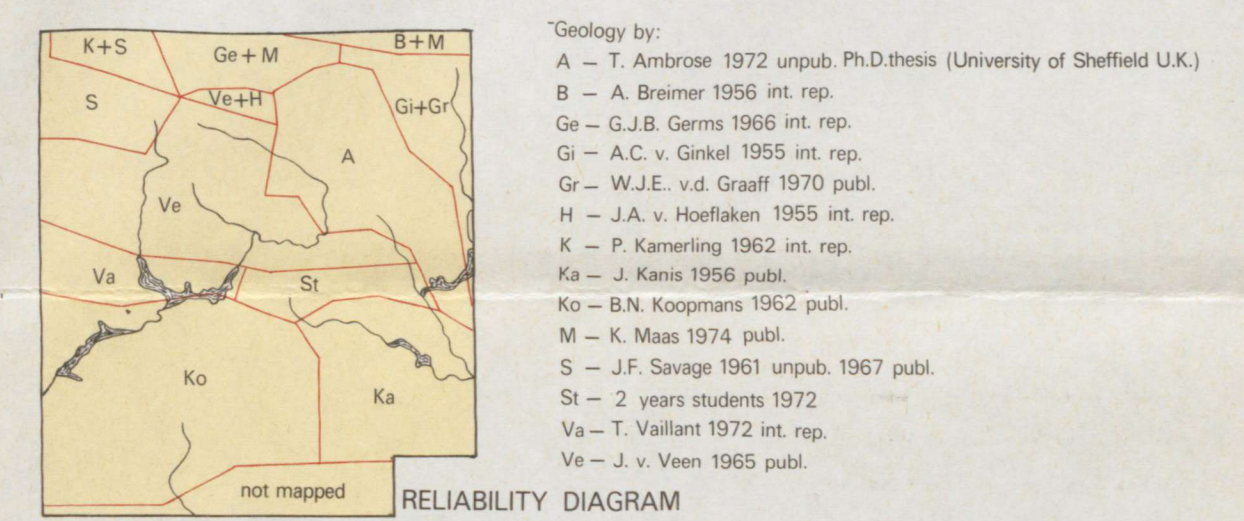 K+S
Ge+M
B+M
S
Ve+H
Gi+Gr
A
Ve
Va
St
Ko
Ka
not mapped
RELIABILITY DIAGRAM
Geology by:
A — T. Ambrose 1972 unpub. Ph.D.thesis (University of Sheffield U.K.)
B — A. Breimer 1956 int. rep.
Ge — G.J.B. Germs 1966 int. rep.
Gi — A.C. v. Ginkel 1955 int. rep.
Gr — W.J.E.. v.d. Graaff 1970 publ.
H — J.A. v. Hoeflaken 1955 int. rep.
K — P. Kamerling 1962 int. rep.
Ka — J. Kanis 1956 publ.
Ko — B.N. Koopmans 1962 publ.
M — K. Maas 1974 publ.
S — J.F. Savage 1961 unpub. 1967 publ.
St — 2 years students 1972
Va — T. Vaillant 1972 int. rep.
Ve — J. v. Veen 1965 publ.